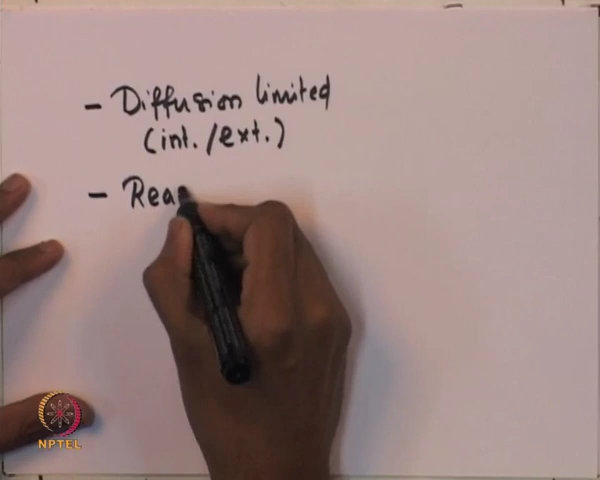 - Diffusion limited
(int./ext.)
- Rea
NPTEL